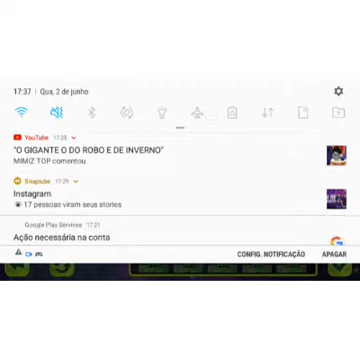 17:37 | Qua, 2 de junho
YouTube 17:35
"O GIGANTE O DO ROBO E DE INVERNO"
MIMIZ TOP comentou
Snaptube 17:29
Instagram
17 pessoas viram seus stories
Google Play Services 17:21
Ação necessária na conta
CONFIG. NOTIFICAÇÃO APAGAR